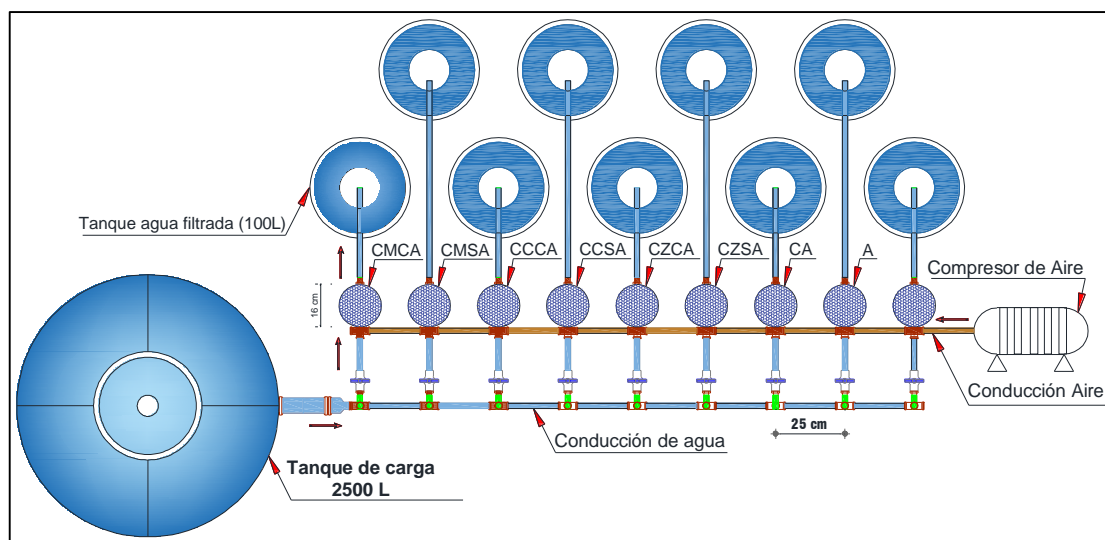 Tanque agua filtrada (100L)
CMCA
CMSA
CCCA
CCSA
CZCA
CZSA
CA
A
Compresor de Aire
16 cm
Conducción Aire
Conducción de agua
25 cm
Tanque de carga
2500 L